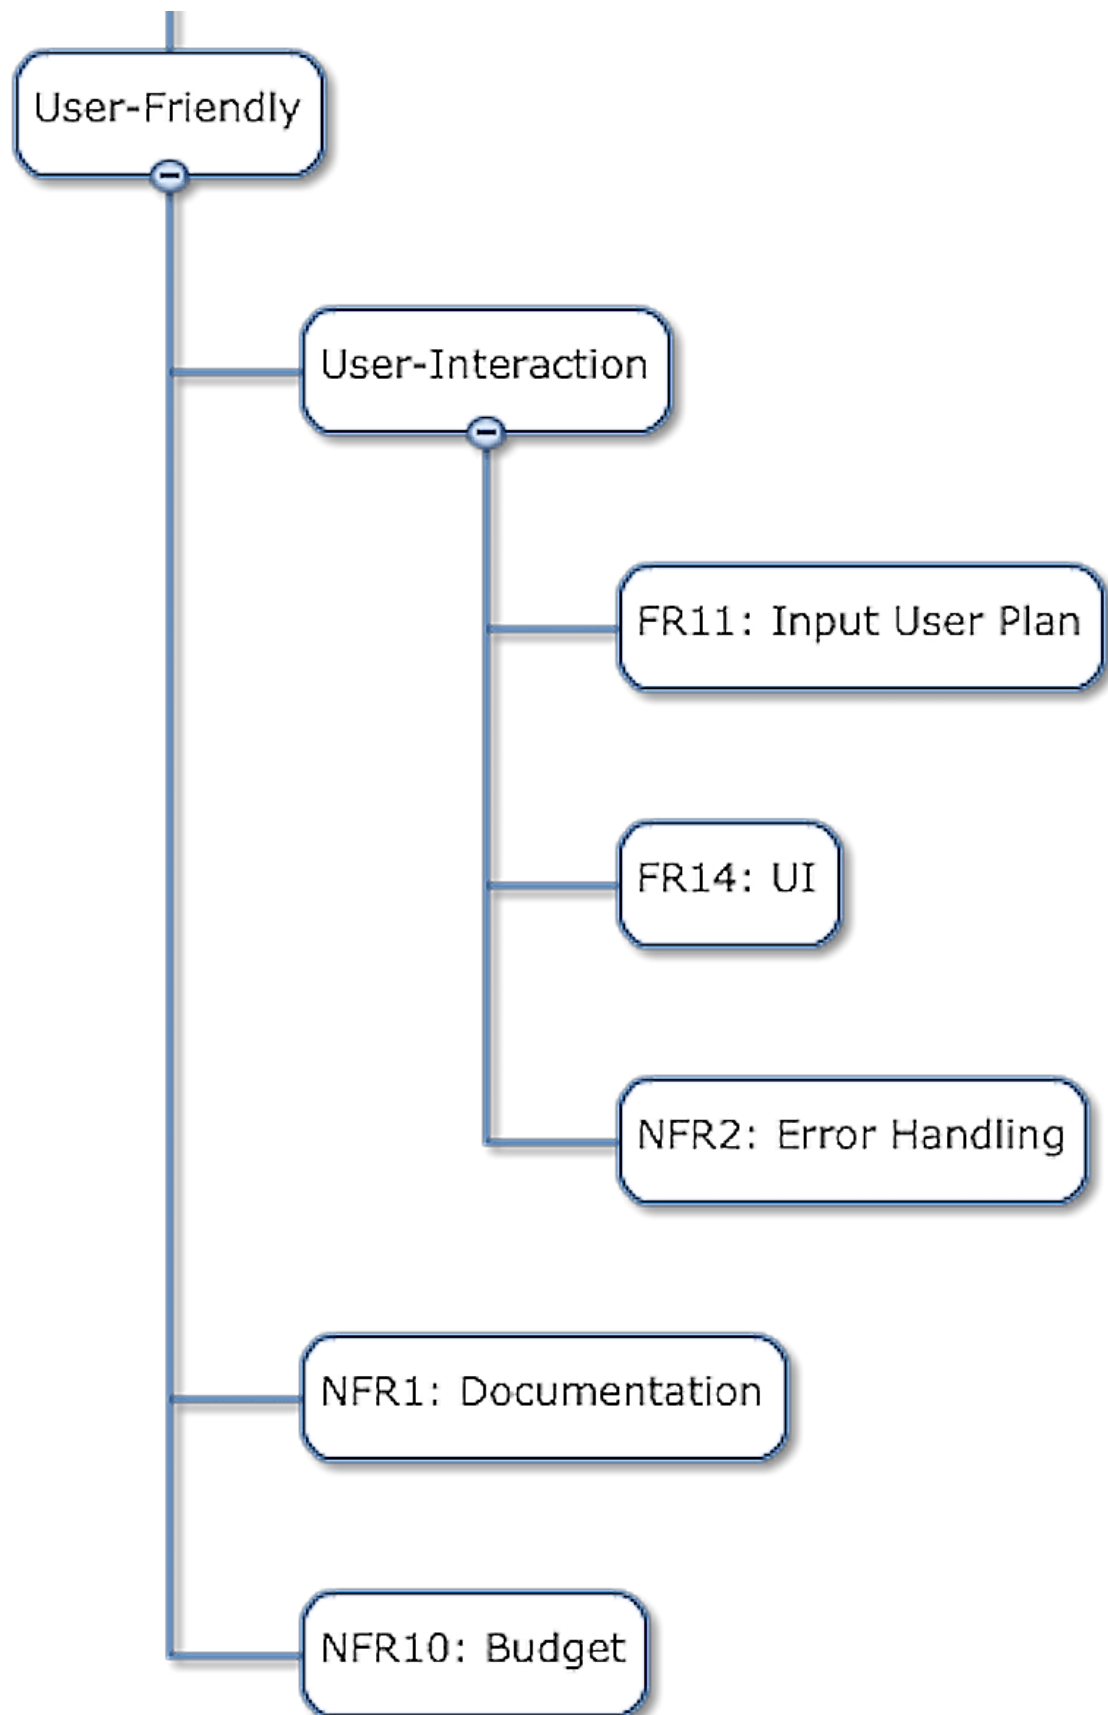 User-Friendly
User-Interaction
FR11: Input User Plan
FR14: UI
NFR2: Error Handling
NFR1: Documentation
NFR10: Budget